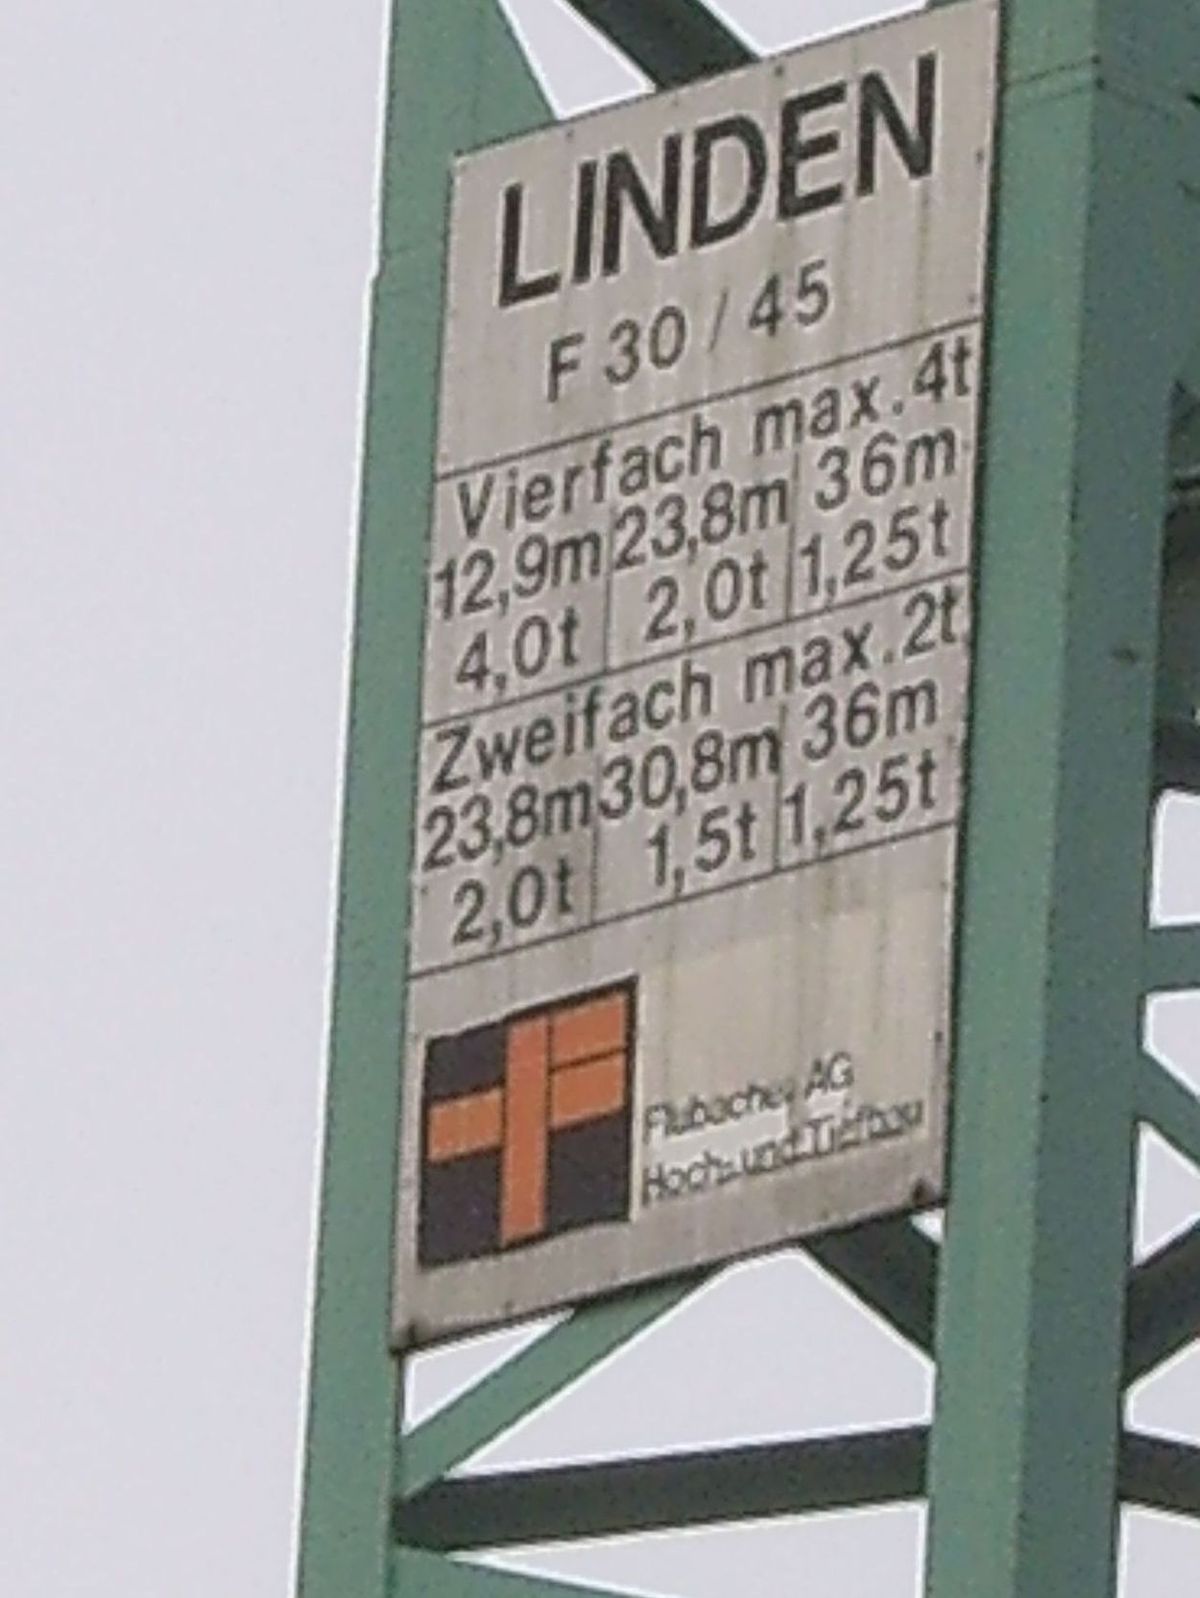 LINDEN
F 30 / 45
Vierfach max. 4t
12,9m 23,8m 36m
4,0t 2,0t 1,25t
Zweifach max. 2t
23,8m 30,8m 36m
2,0t 1,5t 1,25t
Flubacher AG
Hoch- und Tiefbau